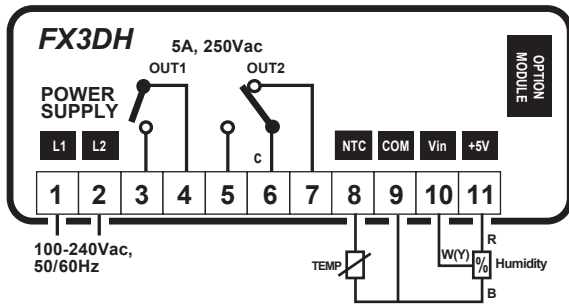 FX3DH
5A, 250Vac
OUT1
OUT2
OPTION
MODULE
POWER
SUPPLY
L1
L2
C
NTC
COM
Vin
+5V
1
2
3
4
5
6
7
8
9
10
11
100-240Vac,
50/60Hz
TEMP
W(Y)
R
%
Humidity
B